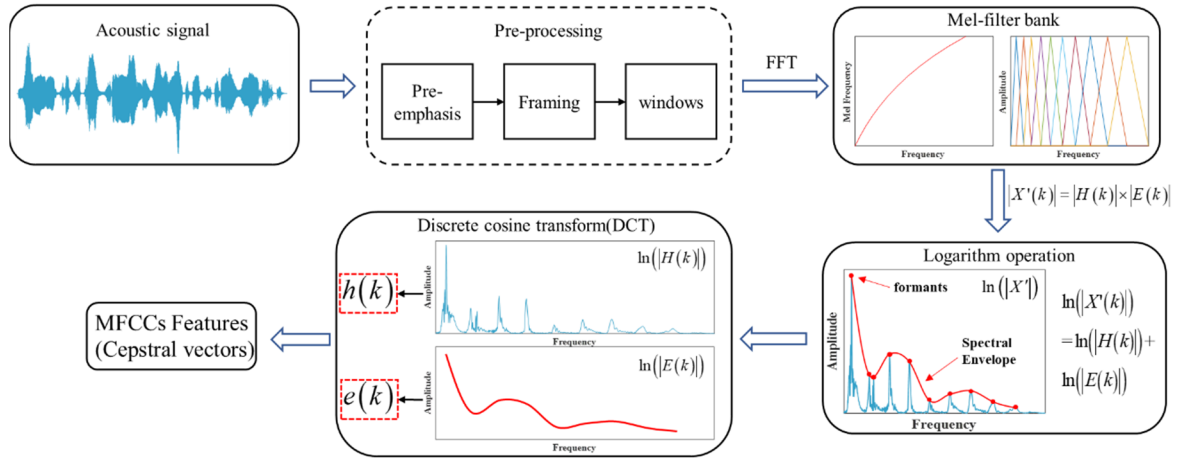 Acoustic signal
Pre-processing
Pre-
emphasis
Framing
windows
FFT
Mel-filter bank
Mel Frequency
Frequency
Amplitude
Frequency
|X'(k)|=|H(k)|×|E(k)|
Logarithm operation
formants
ln(|X'|)
Spectral
Envelope
Amplitude
Frequency
ln(|X'(k)|)
=ln(|H(k)|)+
ln(|E(k)|)
Discrete cosine transform(DCT)
ln(|H(k)|)
Amplitude
Frequency
h(k)
ln(|E(k)|)
Amplitude
Frequency
e(k)
MFCCs Features
(Cepstral vectors)